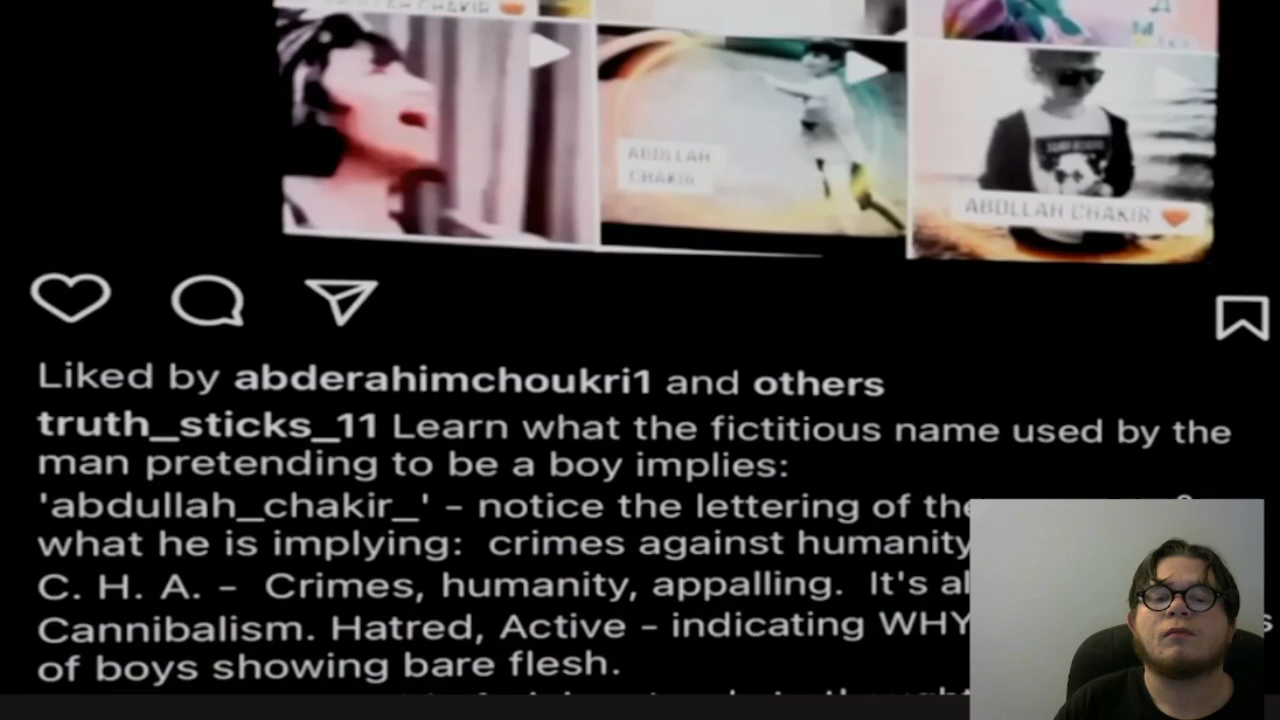 ABDLLAH
CHAKIR
ABDLLAH CHAKIR
Liked by abderahimchoukri1 and others
truth_sticks_11 Learn what the fictitious name used by the
man pretending to be a boy implies:
'abdullah_chakir_' - notice the lettering of the
what he is implying: crimes against humanity
C. H. A. - Crimes, humanity, appalling. It's al
Cannibalism. Hatred, Active - indicating WHY
of boys showing bare flesh.